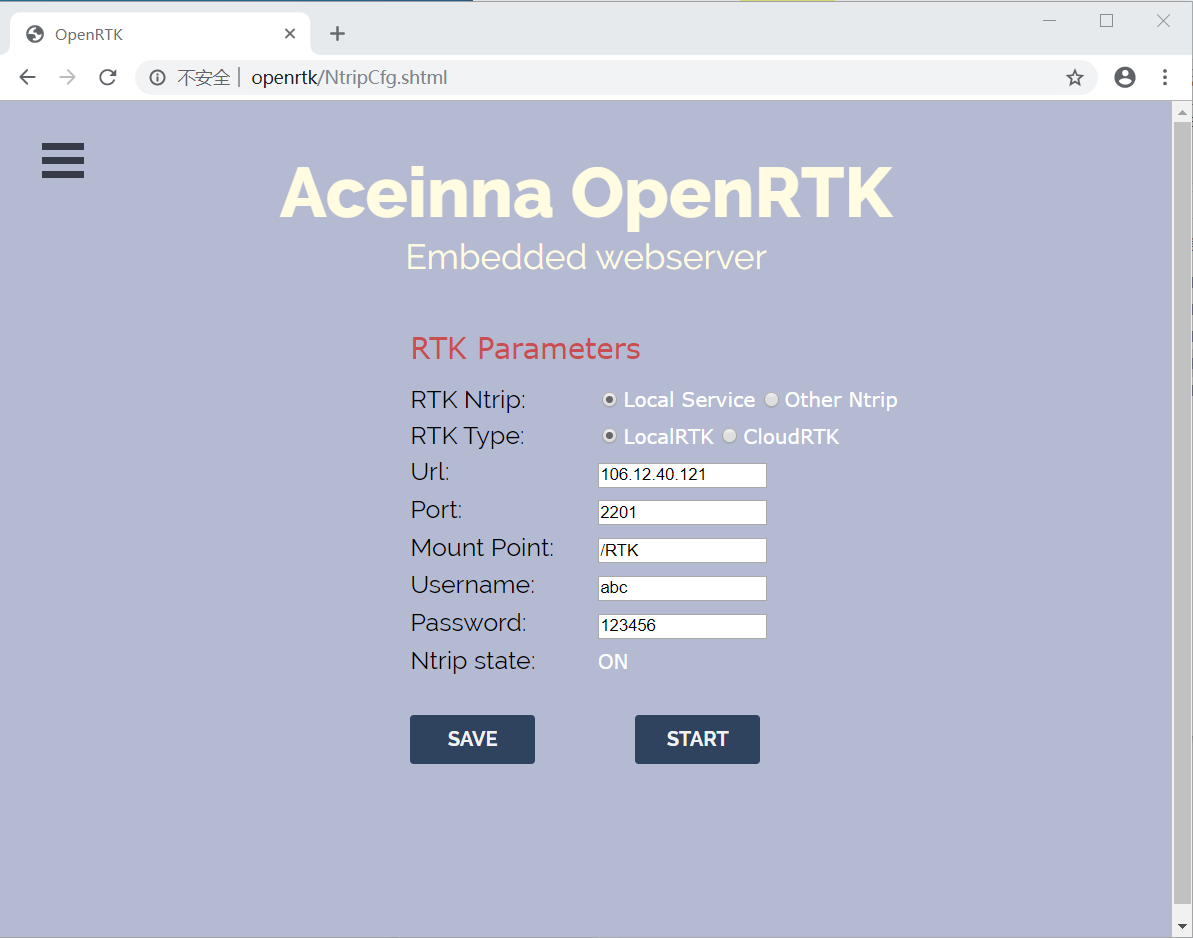 OpenRTK
不安全 | openrtk/NtripCfg.shtml
Aceinna OpenRTK
Embedded webserver
RTK Parameters
RTK Ntrip: Local Service Other Ntrip
RTK Type: LocalRTK CloudRTK
Url: 106.12.40.121
Port: 2201
Mount Point: /RTK
Username: abc
Password: 123456
Ntrip state: ON
SAVE START